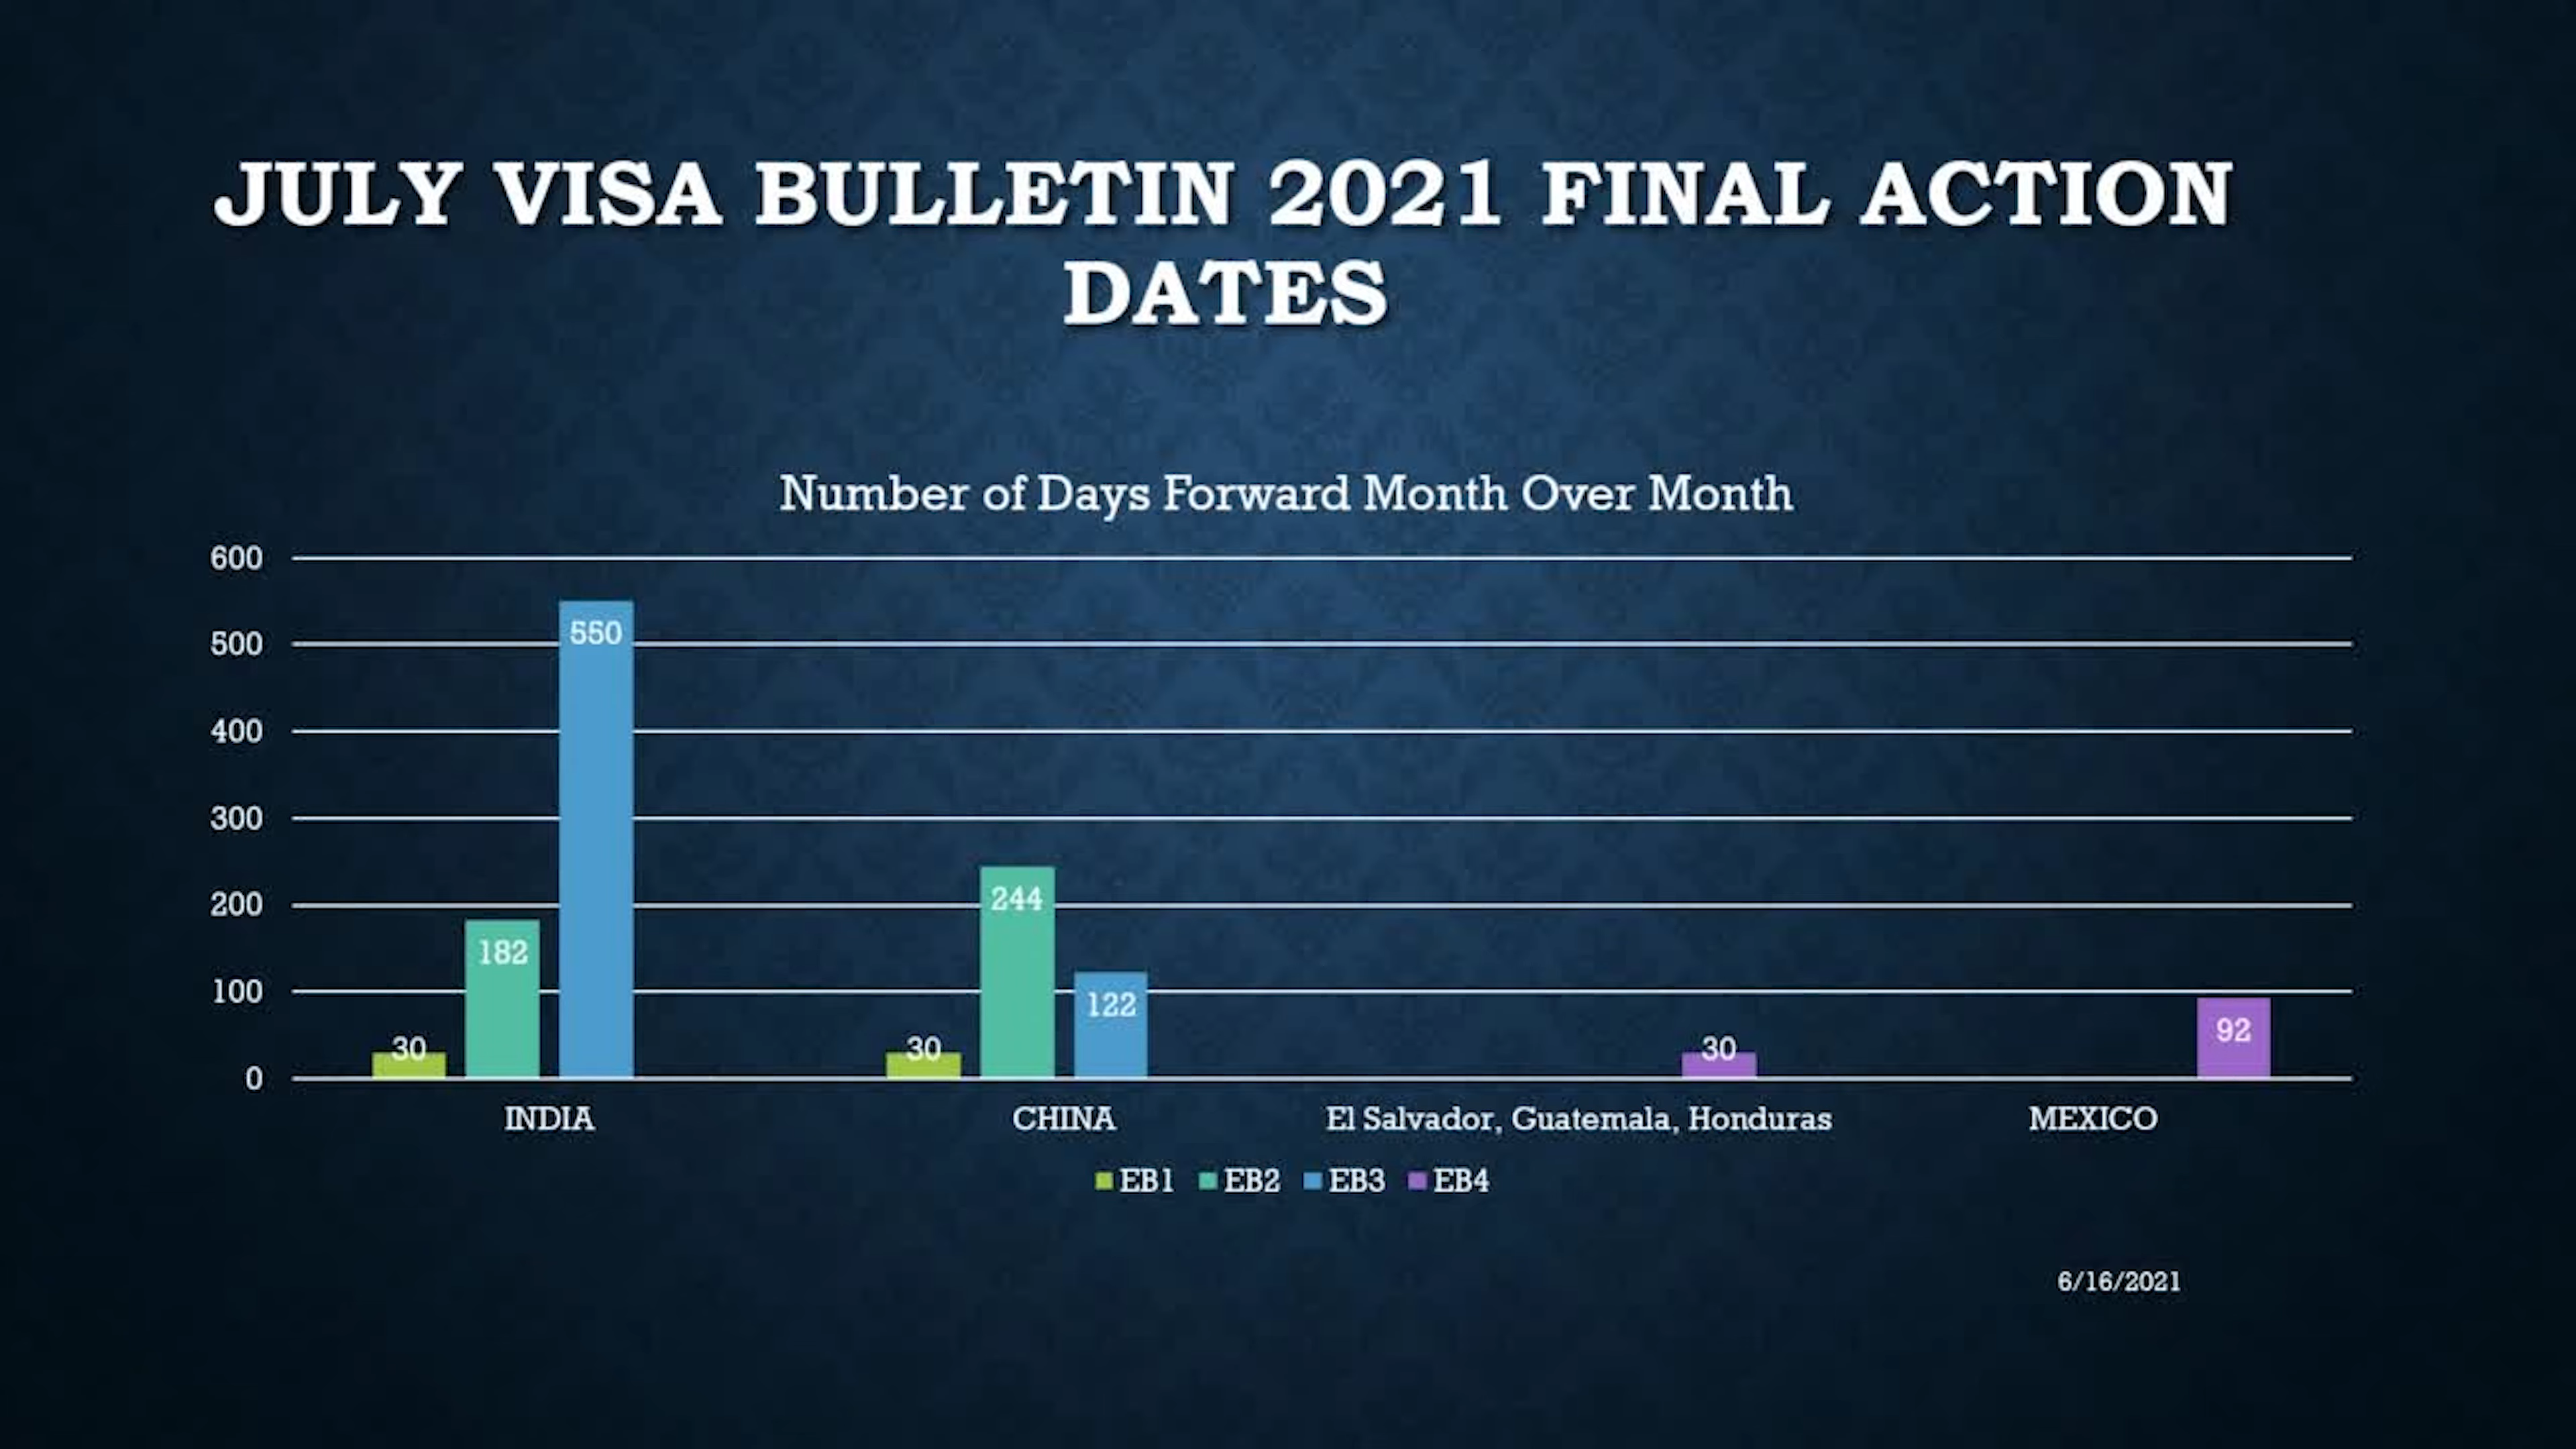 JULY VISA BULLETIN 2021 FINAL ACTION
DATES
Number of Days Forward Month Over Month
600
500
400
300
200
100
0
30
182
550
30
244
122
30
92
INDIA
CHINA
El Salvador, Guatemala, Honduras
MEXICO
EB1 EB2 EB3 EB4
6/16/2021